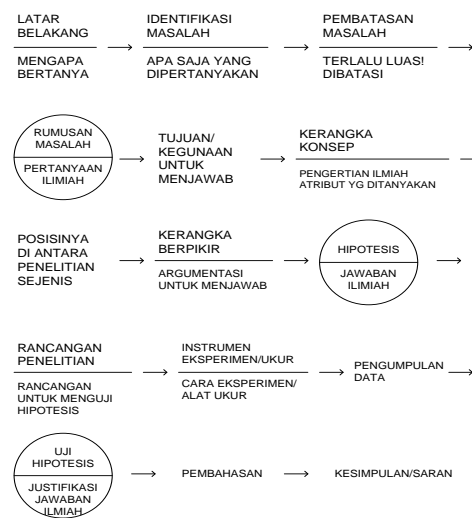 LATAR
BELAKANG
MENGAPA
BERTANYA
IDENTIFIKASI
MASALAH
APA SAJA YANG
DIPERTANYAKAN
PEMBATASAN
MASALAH
TERLALU LUAS!
DIBATASI
RUMUSAN
MASALAH
PERTANYAAN
ILIMIAH
TUJUAN/
KEGUNAAN
UNTUK
MENJAWAB
KERANGKA
KONSEP
PENGERTIAN ILMIAH
ATRIBUT YG DITANYAKAN
POSISINYA
DI ANTARA
PENELITIAN
SEJENIS
KERANGKA
BERPIKIR
ARGUMENTASI
UNTUK MENJAWAB
HIPOTESIS
JAWABAN
ILIMIAH
RANCANGAN
PENELITIAN
RANCANGAN
UNTUK MENGUJI
HIPOTESIS
INSTRUMEN
EKSPERIMEN/UKUR
CARA EKSPERIMEN/
ALAT UKUR
PENGUMPULAN
DATA
UJI
HIPOTESIS
JUSTIFIKASI
JAWABAN
ILMIAH
PEMBAHASAN
KESIMPULAN/SARAN